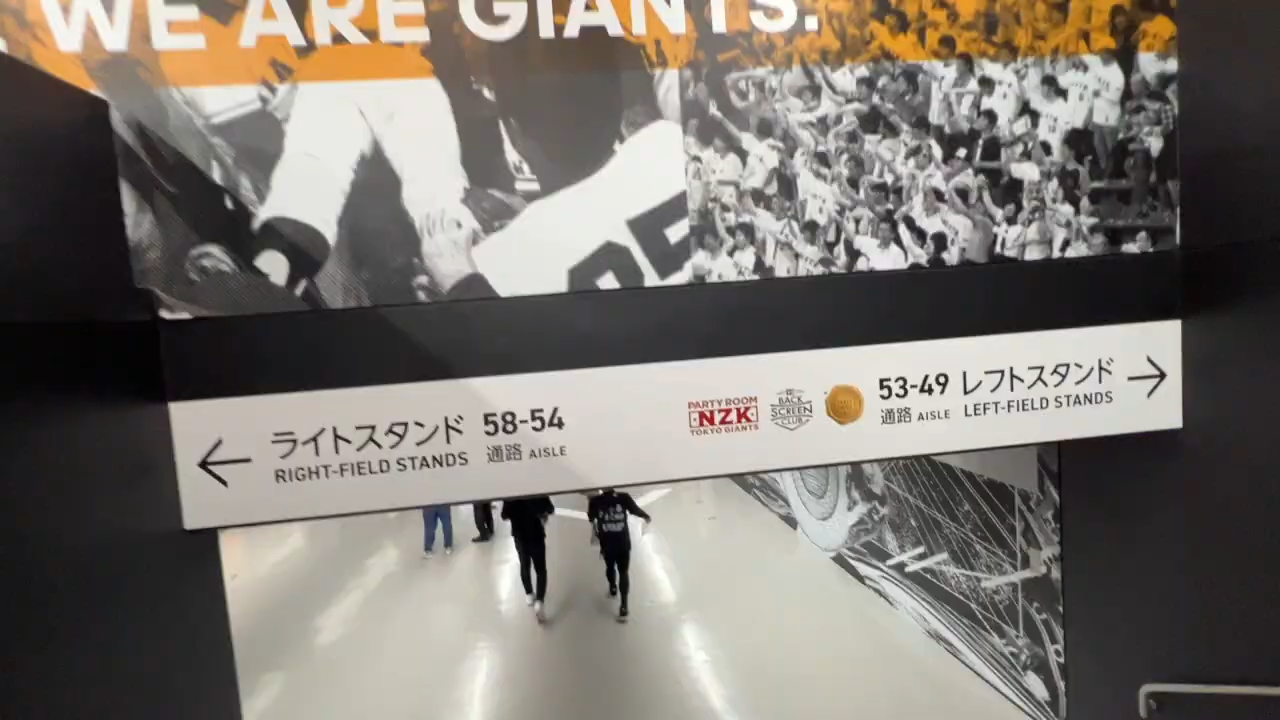 WE ARE GIANTS.
25
← ライトスタンド 58-54
RIGHT-FIELD STANDS 通路 AISLE
PARTY ROOM
NZK
TOKYO GIANTS
BACK
SCREEN
CLUB
53-49 レフトスタンド →
通路 AISLE LEFT-FIELD STANDS